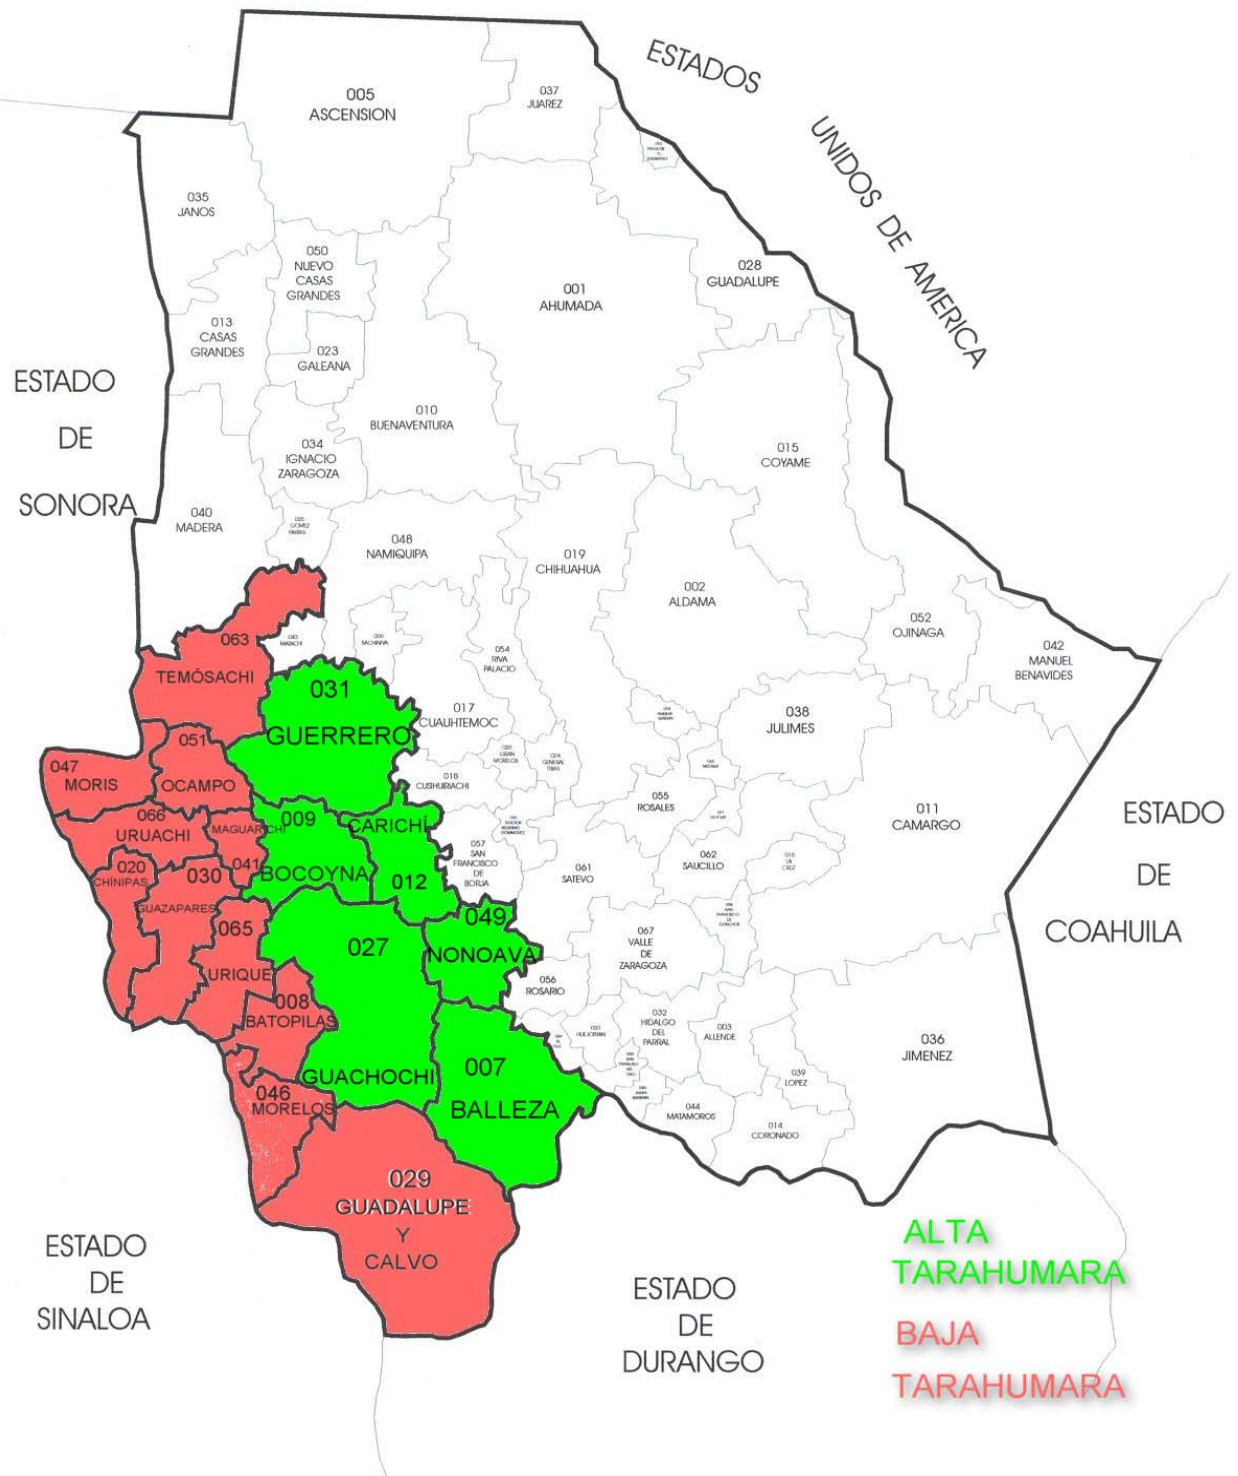 ESTADOS
UNIDOS DE AMERICA
005
ASCENSION
037
JUAREZ
035
JANOS
050
NUEVO
CASAS
GRANDES
001
AHUMADA
028
GUADALUPE
013
CASAS
GRANDES
023
GALEANA
ESTADO
DE
SONORA
010
BUENAVENTURA
034
IGNACIO
ZARAGOZA
015
COYAME
040
MADERA
048
NAMIQUIPA
019
CHIHUAHUA
002
ALDAMA
052
OJINAGA
042
MANUEL
BENAVIDES
063
TEMÓSACHI
054
RIVA
PALACIO
031
GUERRERO
017
CUAUHTEMOC
038
JULIMES
051
OCAMPO
047
MORIS
018
CUSIHUIRIACHI
055
ROSALES
011
CAMARGO
ESTADO
DE
COAHUILA
066
URUACHI
MAGUARICHI
041
009
BOCOYNA
CARICHÍ
012
057
SAN
FRANCISCO
DE
BORJA
061
SATEVO
062
SAUCILLO
016
LA
CRUZ
020
CHÍNIPAS
030
GUAZAPARES
065
URIQUE
027
GUACHOCHI
049
NONOAVA
067
VALLE
DE
ZARAGOZA
056
ROSARIO
008
BATOPILAS
032
HIDALGO
DEL
PARRAL
003
ALLENDE
036
JIMENEZ
007
BALLEZA
039
LOPEZ
046
MORELOS
044
MATAMOROS
014
CORONADO
029
GUADALUPE
Y
CALVO
ESTADO
DE
SINALOA
ESTADO
DE
DURANGO
ALTA
TARAHUMARA
BAJA
TARAHUMARA